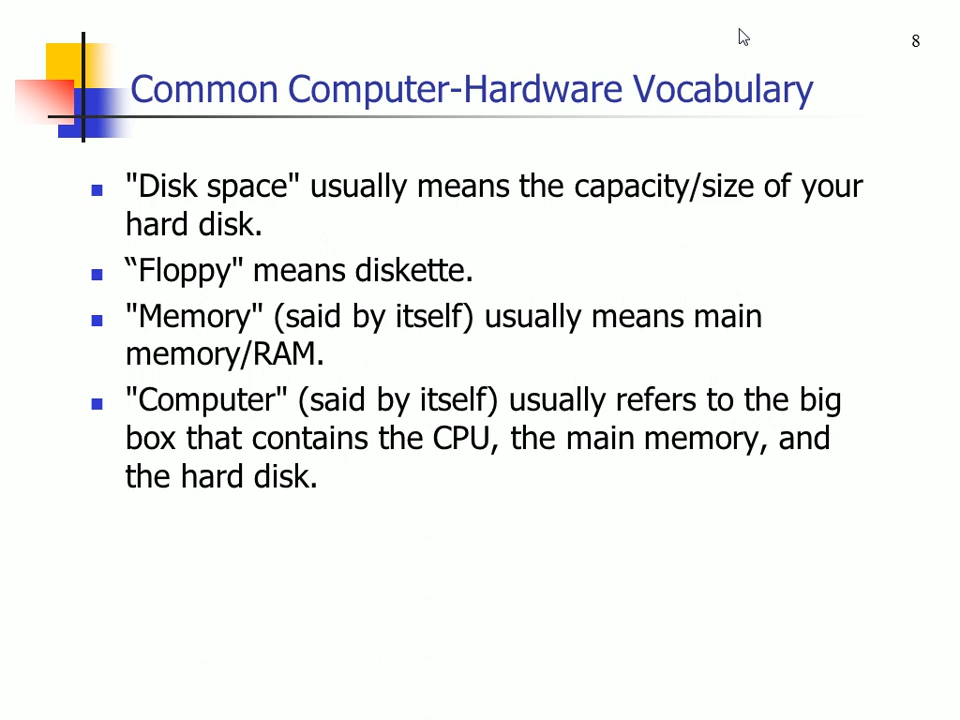 8
Common Computer-Hardware Vocabulary
"Disk space" usually means the capacity/size of your
hard disk.
“Floppy" means diskette.
"Memory" (said by itself) usually means main
memory/RAM.
"Computer" (said by itself) usually refers to the big
box that contains the CPU, the main memory, and
the hard disk.